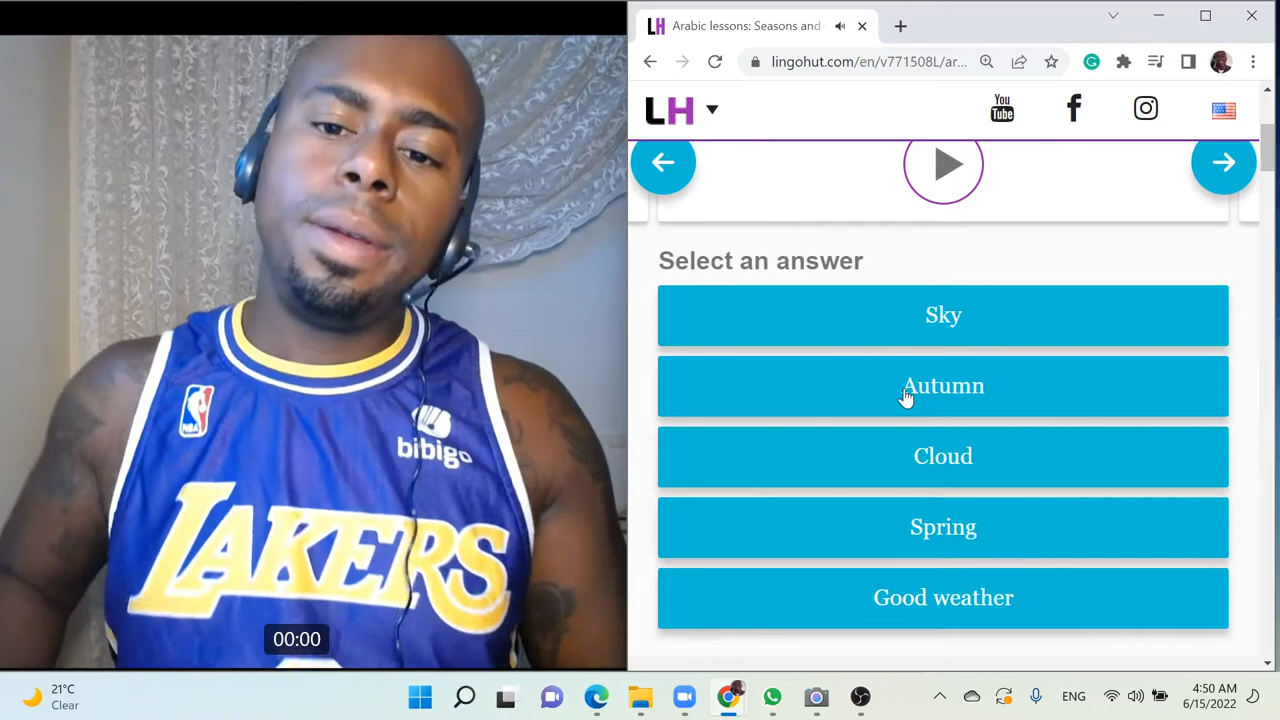 NBA
bibigo
LAKERS
00:00
LH Arabic lessons: Seasons and
lingohut.com/en/v771508L/ar...
LH
You
Tube
Select an answer
Sky
Autumn
Cloud
Spring
Good weather
21°C
Clear
ENG
4:50 AM
6/15/2022